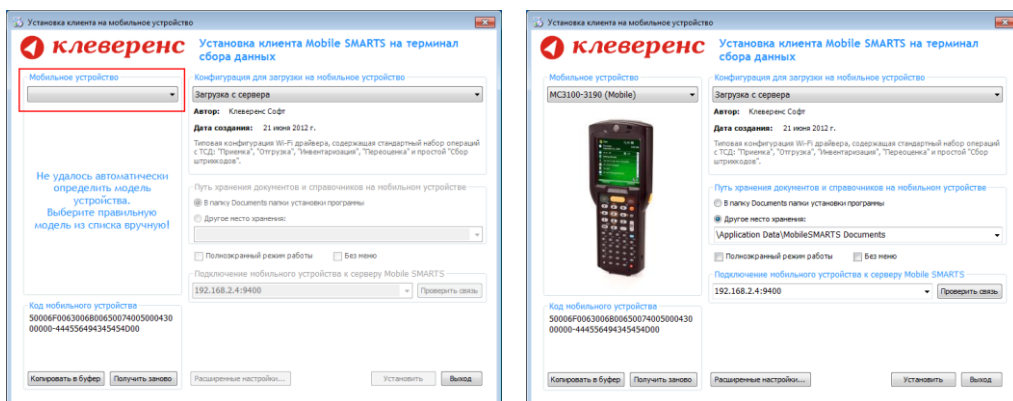 Установка клиента на мобильное устройство
клеверенс
Установка клиента Mobile SMARTS на терминал
сбора данных
Мобильное устройство
Не удалось автоматически
определить модель
устройства.
Выберите правильную
модель из списка вручную!
Код мобильного устройства
50006F0063006B00650074005000430
00000-444556494345454D00
Копировать в буфер
Получить заново
Конфигурация для загрузки на мобильное устройство
Загрузка с сервера
Автор: Клеверенс Софт
Дата создания: 21 июня 2012 г.
Типовая конфигурация Wi-Fi драйвера, содержащая стандартный набор операций
с ТСД: "Приемка", "Отгрузка", "Инвентаризация", "Переоценка" и простой "Сбор
штрихкодов".
Путь хранения документов и справочников на мобильном устройстве
В папку Documents папки установки программы
Другое место хранения:
Полноэкранный режим работы
Без меню
Подключение мобильного устройства к серверу Mobile SMARTS
192.168.2.4:9400
Проверить связь
Расширенные настройки...
Установить
Выход
Установка клиента на мобильное устройство
клеверенс
Установка клиента Mobile SMARTS на терминал
сбора данных
Мобильное устройство
MC3100-3190 (Mobile)
Код мобильного устройства
50006F0063006B00650074005000430
00000-444556494345454D00
Копировать в буфер
Получить заново
Конфигурация для загрузки на мобильное устройство
Загрузка с сервера
Автор: Клеверенс Софт
Дата создания: 21 июня 2012 г.
Типовая конфигурация Wi-Fi драйвера, содержащая стандартный набор операций
с ТСД: "Приемка", "Отгрузка", "Инвентаризация", "Переоценка" и простой "Сбор
штрихкодов".
Путь хранения документов и справочников на мобильном устройстве
В папку Documents папки установки программы
Другое место хранения:
\Application Data\MobileSMARTS Documents
Полноэкранный режим работы
Без меню
Подключение мобильного устройства к серверу Mobile SMARTS
192.168.2.4:9400
Проверить связь
Расширенные настройки...
Установить
Выход